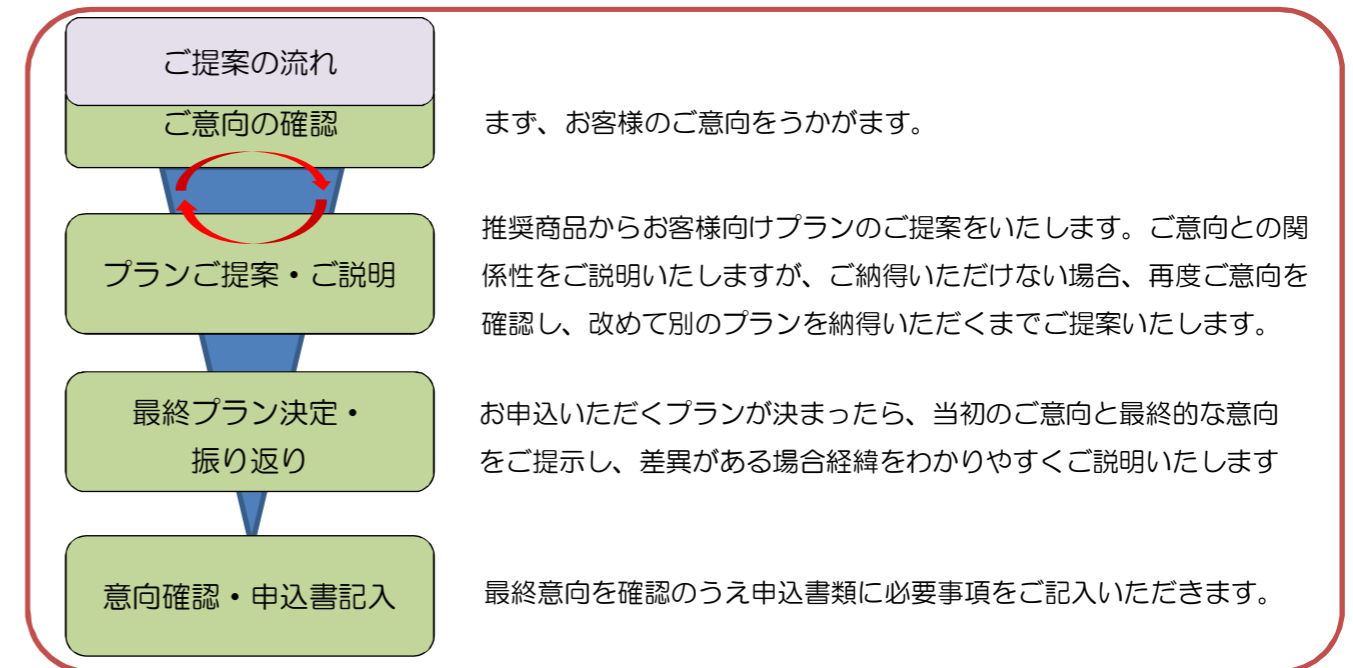 ご提案の流れ
ご意向の確認
まず、お客様のご意向をうかがます。
プランご提案・ご説明
推奨商品からお客様向けプランのご提案をいたします。ご意向との関
係性をご説明いたしますが、ご納得いただけない場合、再度ご意向を
確認し、改めて別のプランを納得いただくまでご提案いたします。
最終プラン決定・
振り返り
お申込いただくプランが決まったら、当初のご意向と最終的な意向
をご提示し、差異がある場合経緯をわかりやすくご説明いたします
意向確認・申込書記入
最終意向を確認のうえ申込書類に必要事項をご記入いただきます。